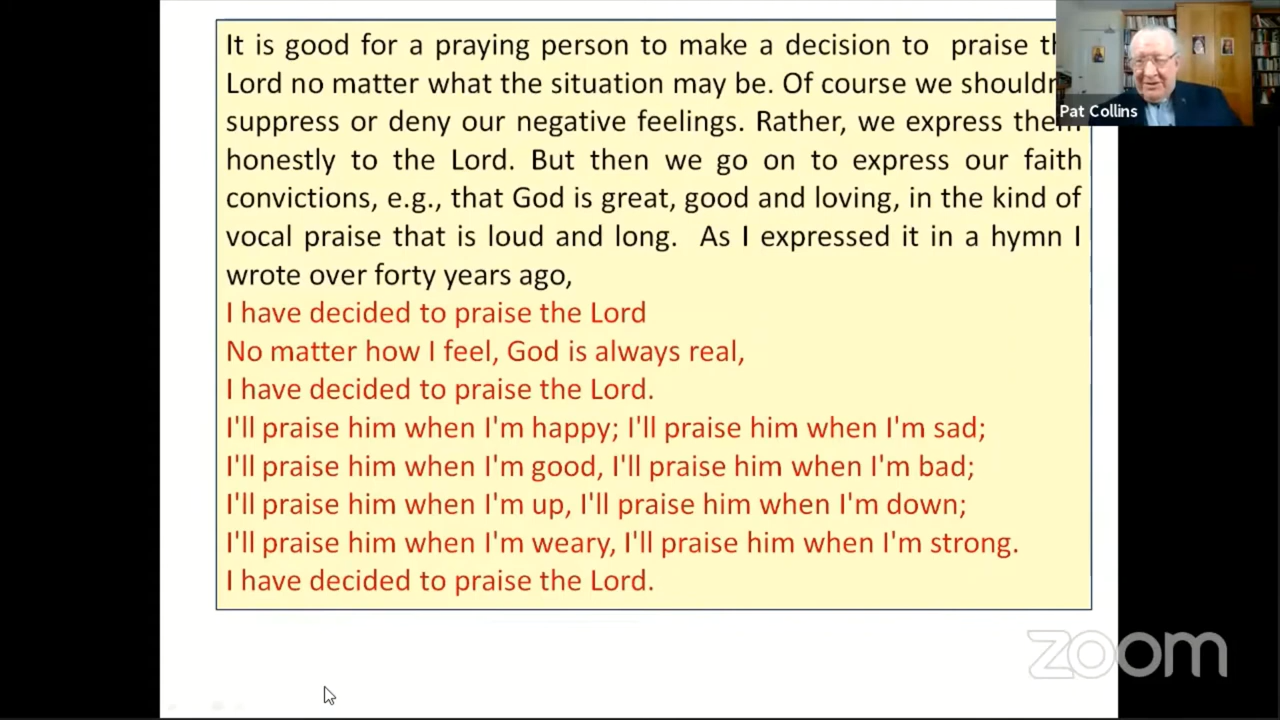 It is good for a praying person to make a decision to praise
Lord no matter what the situation may be. Of course we
suppress or deny our negative feelings. Rather, we express
honestly to the Lord. But then we go on to express our faith
convictions, e.g., that God is great, good and loving, in the kind of
vocal praise that is loud and long. As I expressed it in a hymn I
wrote over forty years ago,
I have decided to praise the Lord
No matter how I feel, God is always real,
I have decided to praise the Lord.
I'll praise him when I'm happy; I'll praise him when I'm sad;
I'll praise him when I'm good, I'll praise him when I'm bad;
I'll praise him when I'm up, I'll praise him when I'm down;
I'll praise him when I'm weary, I'll praise him when I'm strong.
I have decided to praise the Lord.
Pat Collins
zoom